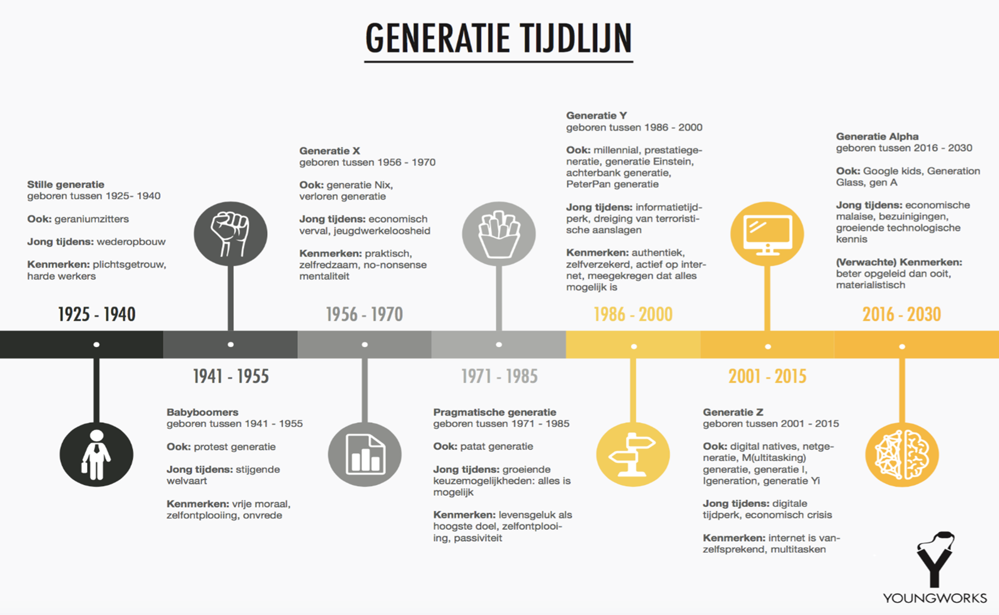 GENERATIE TIJDLIJN
Stille generatie
geboren tussen 1925- 1940
Ook: geraniumzitters
Jong tijdens: wederopbouw
Kenmerken: plichtsgetrouw,
harde werkers
1925 - 1940
1941 - 1955
Babyboomers
geboren tussen 1941 - 1955
Ook: protest generatie
Jong tijdens: stijgende
welvaart
Kenmerken: vrije moraal,
zelfontplooiing, onvrede
Generatie X
geboren tussen 1956 - 1970
Ook: generatie Nix,
verloren generatie
Jong tijdens: economisch
verval, jeugdwerkeloosheid
Kenmerken: praktisch,
zelfredzaam, no-nonsense
mentaliteit
1956 - 1970
1971 - 1985
Pragmatische generatie
geboren tussen 1971 - 1985
Ook: patat generatie
Jong tijdens: groeiende
keuzemogelijkheden: alles is
mogelijk
Kenmerken: levensgeluk als
hoogste doel, zelfontplooi-
ing, passiviteit
Generatie Y
geboren tussen 1986 - 2000
Ook: millennial, prestatiege-
neratie, generatie Einstein,
achterbank generatie,
PeterPan generatie
Jong tijdens: informatietijd-
perk, dreiging van terroristi-
sche aanslagen
Kenmerken: authentiek,
zelfverzekerd, actief op inter-
net, meegekregen dat alles
mogelijk is
1986 - 2000
2001 - 2015
Generatie Z
geboren tussen 2001 - 2015
Ook: digital natives, netge-
neratie, M(ultitasking)
generatie, generatie I,
Igeneration, generatie Yi
Jong tijdens: digitale
tijdperk, economisch crisis
Kenmerken: internet is van-
zelfsprekend, multitasken
Generatie Alpha
geboren tussen 2016 - 2030
Ook: Google kids, Generation
Glass, gen A
Jong tijdens: economische
malaise, bezuinigingen,
groeiende technologische
kennis
(Verwachte) Kenmerken:
beter opgeleid dan ooit,
materialistisch
2016 - 2030
YOUNGWORKS